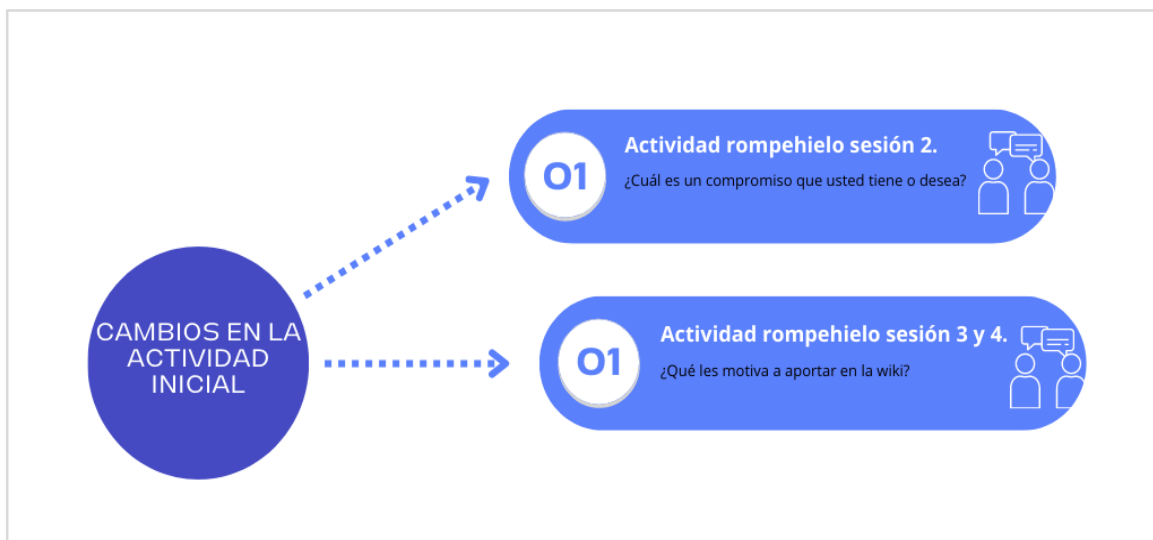 CAMBIOS EN LA
ACTIVIDAD
INICIAL
01
Actividad rompehielo sesión 2.
¿Cuál es un compromiso que usted tiene o desea?
01
Actividad rompehielo sesión 3 y 4.
¿Qué les motiva a aportar en la wiki?